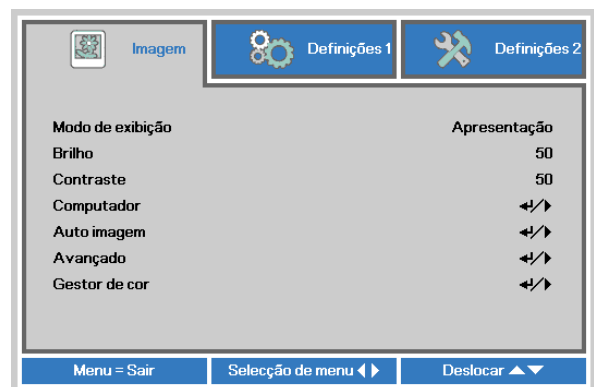 Imagem Definições 1 Definições 2
Modo de exibição Apresentação
Brilho 50
Contraste 50
Computador
Auto imagem
Avançado
Gestor de cor
Menu = Sair Selecção de menu Deslocar